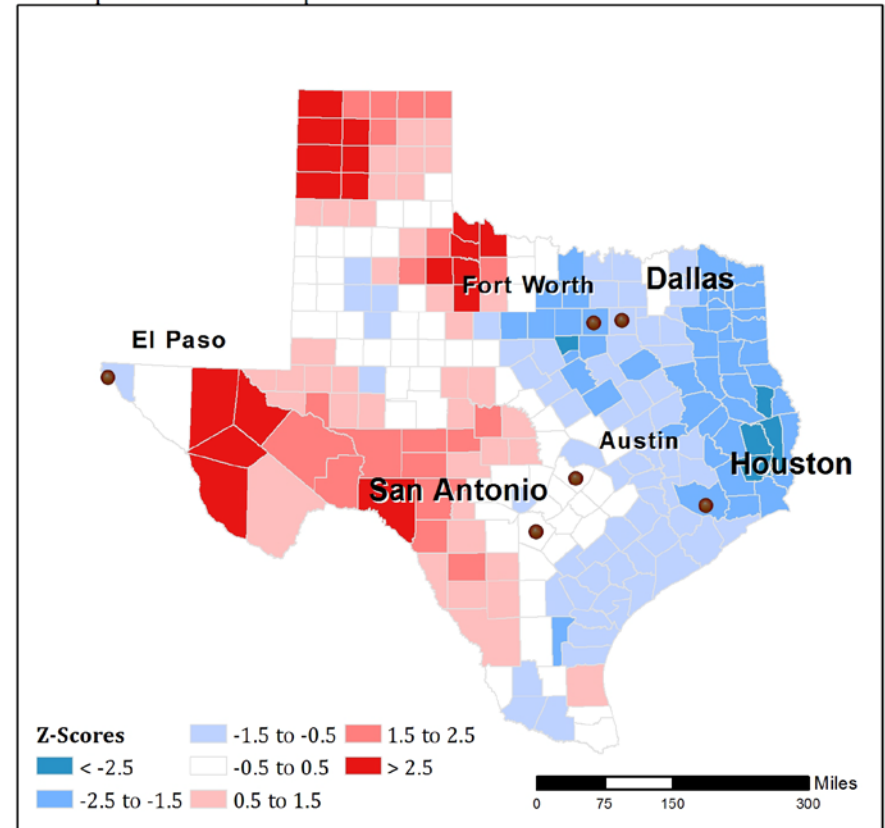 Fort Worth
Dallas
El Paso
Austin
Houston
San Antonio
Z-Scores
< -2.5
-2.5 to -1.5
-1.5 to -0.5
-0.5 to 0.5
0.5 to 1.5
1.5 to 2.5
> 2.5
Miles
0 75 150 300